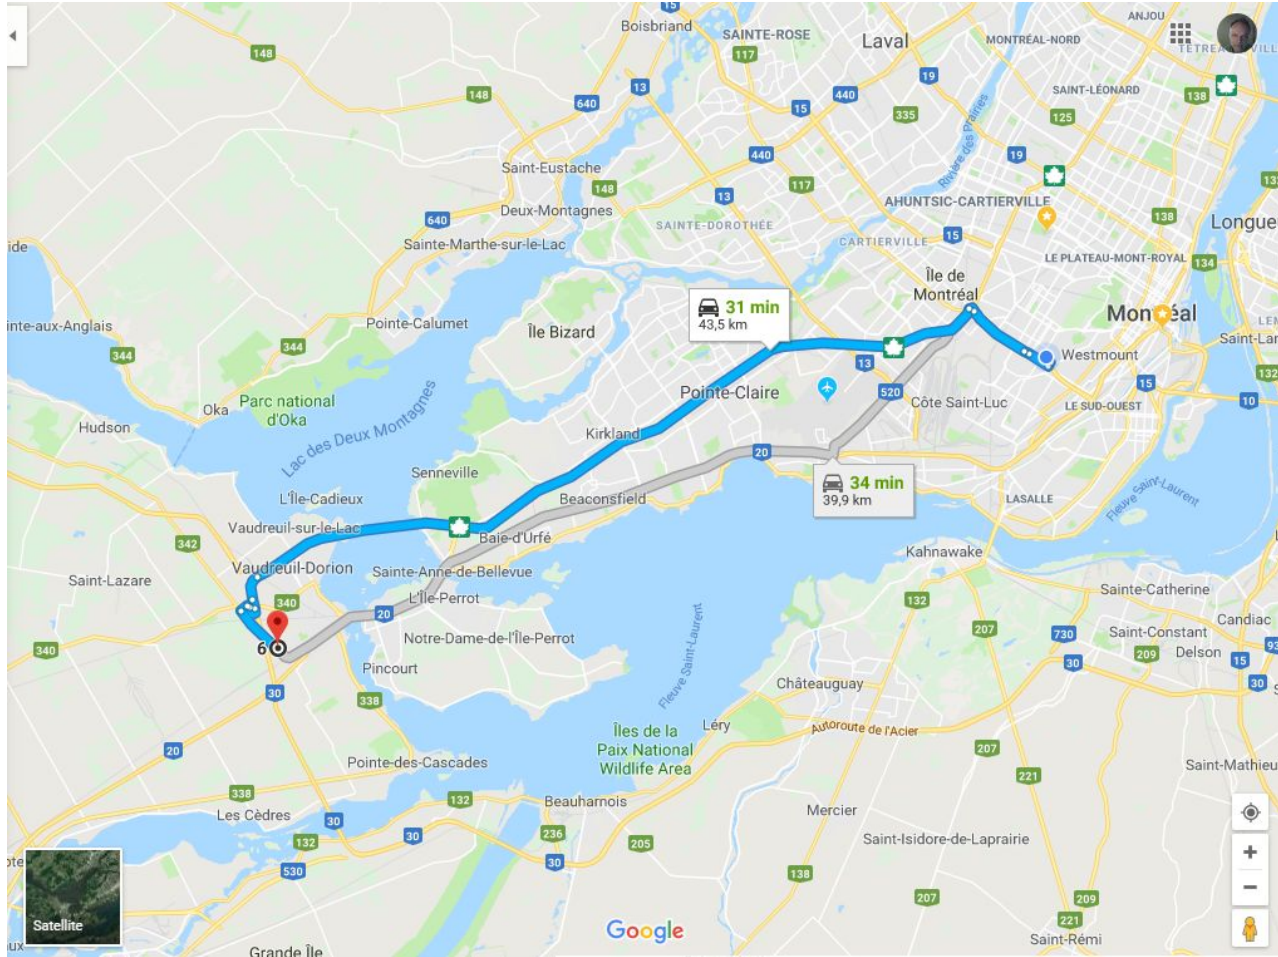 15
ANJOU
Boisbriand
SAINTE-ROSE
117
Laval
MONTRÉAL-NORD
148
13
19
SAINT-LÉONARD
138
148
640
15
440
335
125
Rivière des Prairies
440
19
Saint-Eustache
148
117
13
AHUNTSIC-CARTIERVILLE
640
Deux-Montagnes
SAINTE-DOROTHÉE
138
Longue
15
CARTIERVILLE
Sainte-Marthe-sur-le-Lac
ide
LE PLATEAU-MONT-ROYAL
134
Île de
Montréal
31 min
43,5 km
Montréal
inte-aux-Anglais
Pointe-Calumet
Île Bizard
344
344
Saint-Lar
Westmount
13
132
Pointe-Claire
520
15
10
Parc national
d'Oka
Oka
Côte Saint-Luc
LE SUD-OUEST
Hudson
Lac des Deux Montagnes
Kirkland
20
Senneville
34 min
39,9 km
Fleuve Saint-Laurent
L'Île-Cadieux
Beaconsfield
LASALLE
Vaudreuil-sur-le-Lac
342
Baie-d'Urfé
Kahnawake
Vaudreuil-Dorion
Saint-Lazare
Sainte-Anne-de-Bellevue
Sainte-Catherine
340
L'Île-Perrot
132
20
Candiac
207
730
Saint-Constant
Notre-Dame-de-l'Île-Perrot
340
6
Fleuve Saint-Laurent
209
Delson
15
30
Pincourt
30
30
338
Châteauguay
Îles de la
Paix National
Wildlife Area
Léry
Autoroute de l'Acier
20
207
Pointe-des-Cascades
221
Saint-Mathieu
338
132
Beauharnois
Les Cèdres
Mercier
132
30
236
205
Saint-Isidore-de-Laprairie
30
530
138
207
209
221
Satellite
Google
Saint-Rémi
Grande Île